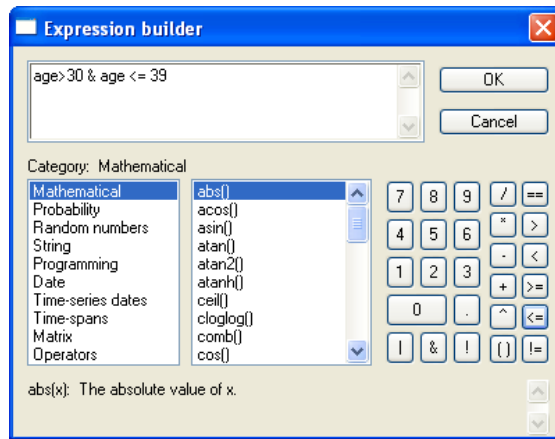 Expression builder
age>30 & age <= 39
OK
Cancel
Category: Mathematical
Mathematical
Probability
Random numbers
String
Programming
Date
Time-series dates
Time-spans
Matrix
Operators
abs()
acos()
asin()
atan()
atan2()
atanh()
ceil()
cloglog()
comb()
cos()
7 8 9 / ==
4 5 6 * >
1 2 3 - <
+ >=
0 . ^ <=
| & ! () !=
abs(x): The absolute value of x.